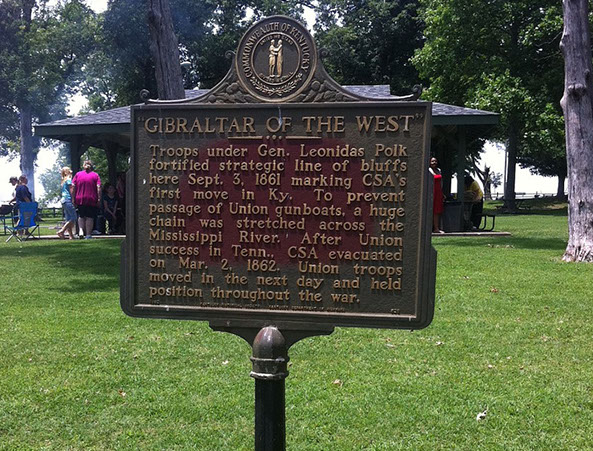 COMMONWEALTH OF KENTUCKY
"GIBRALTAR OF THE WEST"
Troops under Gen. Leonidas Polk
fortified strategic line of bluffs
here Sept. 3, 1861 marking CSA's
first move in Ky. To prevent
passage of Union gunboats, a huge
chain was stretched across the
Mississippi River. After Union
success in Tenn., CSA evacuated
on Mar. 2, 1862. Union troops
moved in the next day and held
position throughout the war.